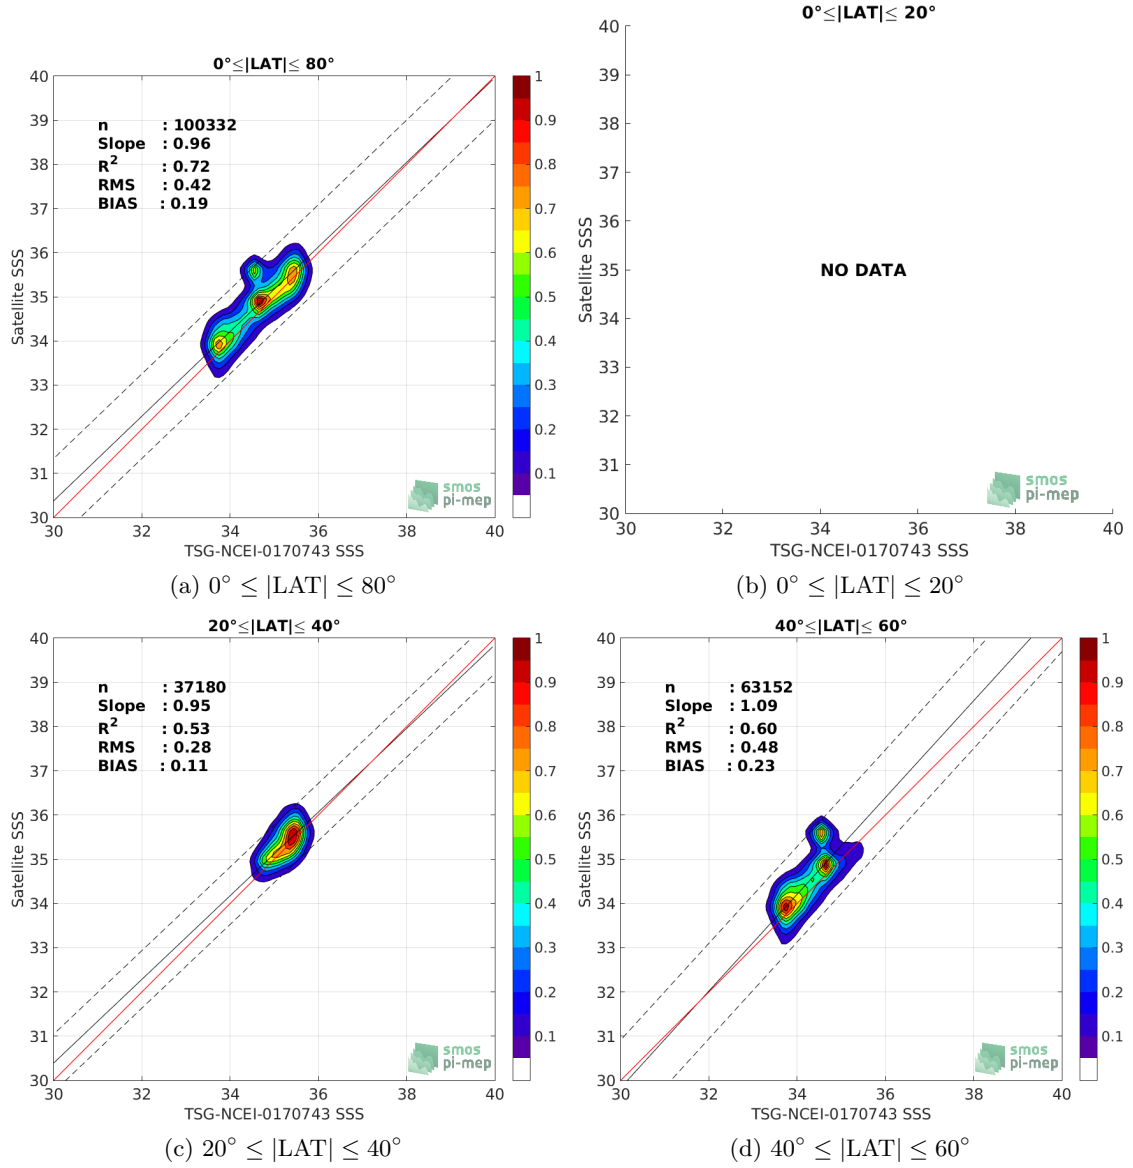 0°≤|LAT|≤ 80°
40
39
38
37
36
35
34
33
32
31
30
Satellite SSS
n : 100332
Slope : 0.96
R² : 0.72
RMS : 0.42
BIAS : 0.19
1
0.9
0.8
0.7
0.6
0.5
0.4
0.3
0.2
0.1
smos
pi-mep
30 32 34 36 38 40
TSG-NCEI-0170743 SSS
(a) 0° ≤ |LAT| ≤ 80°
0°≤|LAT|≤ 20°
40
39
38
37
36
35
34
33
32
31
30
Satellite SSS
NO DATA
smos
pi-mep
30 32 34 36 38 40
TSG-NCEI-0170743 SSS
(b) 0° ≤ |LAT| ≤ 20°
20°≤|LAT|≤ 40°
40
39
38
37
36
35
34
33
32
31
30
Satellite SSS
n : 37180
Slope : 0.95
R² : 0.53
RMS : 0.28
BIAS : 0.11
1
0.9
0.8
0.7
0.6
0.5
0.4
0.3
0.2
0.1
smos
pi-mep
30 32 34 36 38 40
TSG-NCEI-0170743 SSS
(c) 20° ≤ |LAT| ≤ 40°
40°≤|LAT|≤ 60°
40
39
38
37
36
35
34
33
32
31
30
Satellite SSS
n : 63152
Slope : 1.09
R² : 0.60
RMS : 0.48
BIAS : 0.23
1
0.9
0.8
0.7
0.6
0.5
0.4
0.3
0.2
0.1
smos
pi-mep
30 32 34 36 38 40
TSG-NCEI-0170743 SSS
(d) 40° ≤ |LAT| ≤ 60°